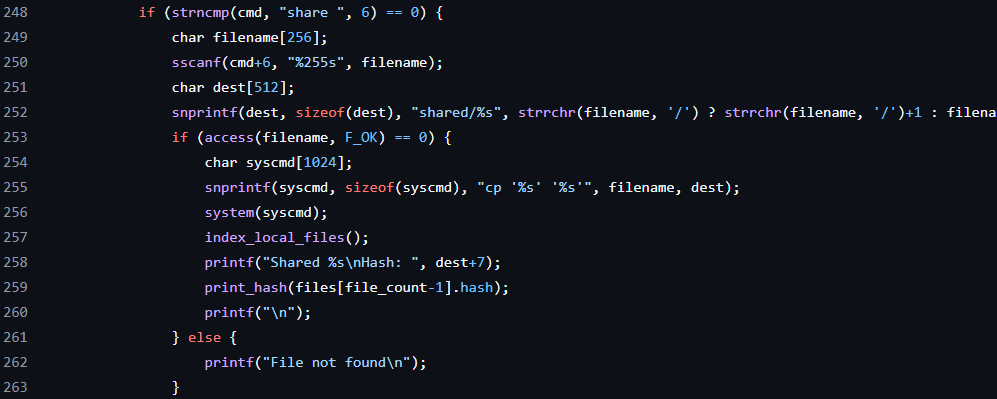 248 if (strncmp(cmd, "share ", 6) == 0) {
249 char filename[256];
250 sscanf(cmd+6, "%255s", filename);
251 char dest[512];
252 snprintf(dest, sizeof(dest), "shared/%s", strrchr(filename, '/') ? strrchr(filename, '/')+1 : filena
253 if (access(filename, F_OK) == 0) {
254 char syscmd[1024];
255 snprintf(syscmd, sizeof(syscmd), "cp '%s' '%s'", filename, dest);
256 system(syscmd);
257 index_local_files();
258 printf("Shared %s\nHash: ", dest+7);
259 print_hash(files[file_count-1].hash);
260 printf("\n");
261 } else {
262 printf("File not found\n");
263 }